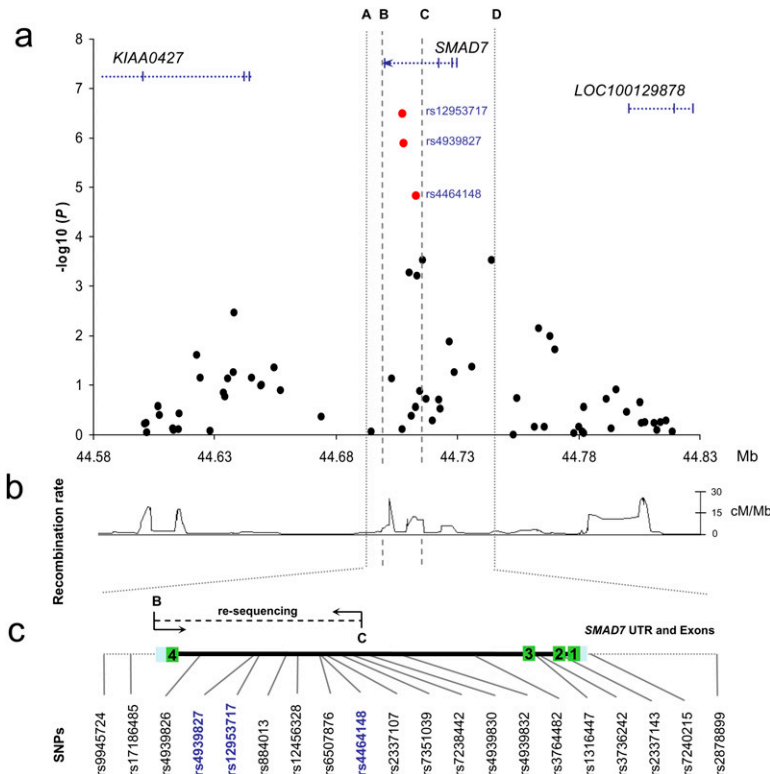 A B C D
a
8
7
6
5
4
3
2
1
0
-log10 (P)
KIAA0427
SMAD7
LOC100129878
rs12953717
rs4939827
rs4464148
44.58 44.63 44.68 44.73 44.78 44.83 Mb
b
Recombination rate
30
15
0
cM/Mb
B
re-sequencing
C
SMAD7 UTR and Exons
c
4 3 2 1
SNPs
rs9945724
rs17186485
rs4939826
rs4939827
rs12953717
rs884013
rs12456328
rs6507876
rs4464148
rs2337107
rs7351039
rs7238442
rs4939830
rs4939832
rs3764482
rs1316447
rs3736242
rs2337143
rs7240215
rs2878899